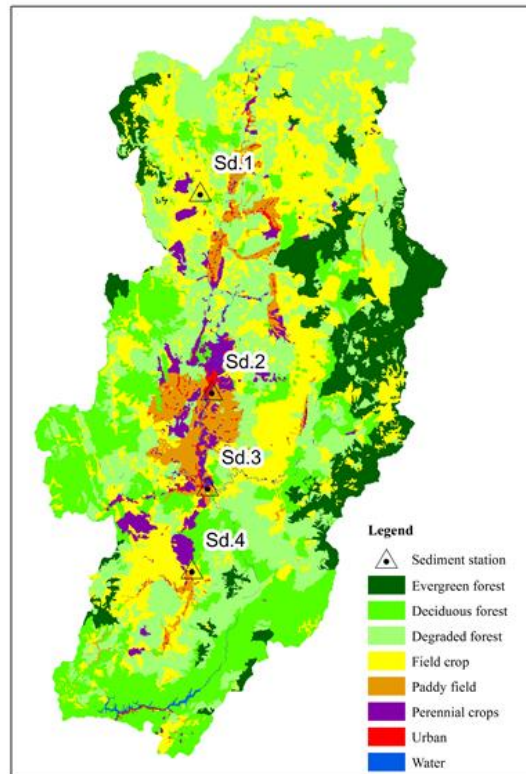 Sd.1
Sd.2
Sd.3
Sd.4
Legend
Sediment station
Evergreen forest
Deciduous forest
Degraded forest
Field crop
Paddy field
Perennial crops
Urban
Water